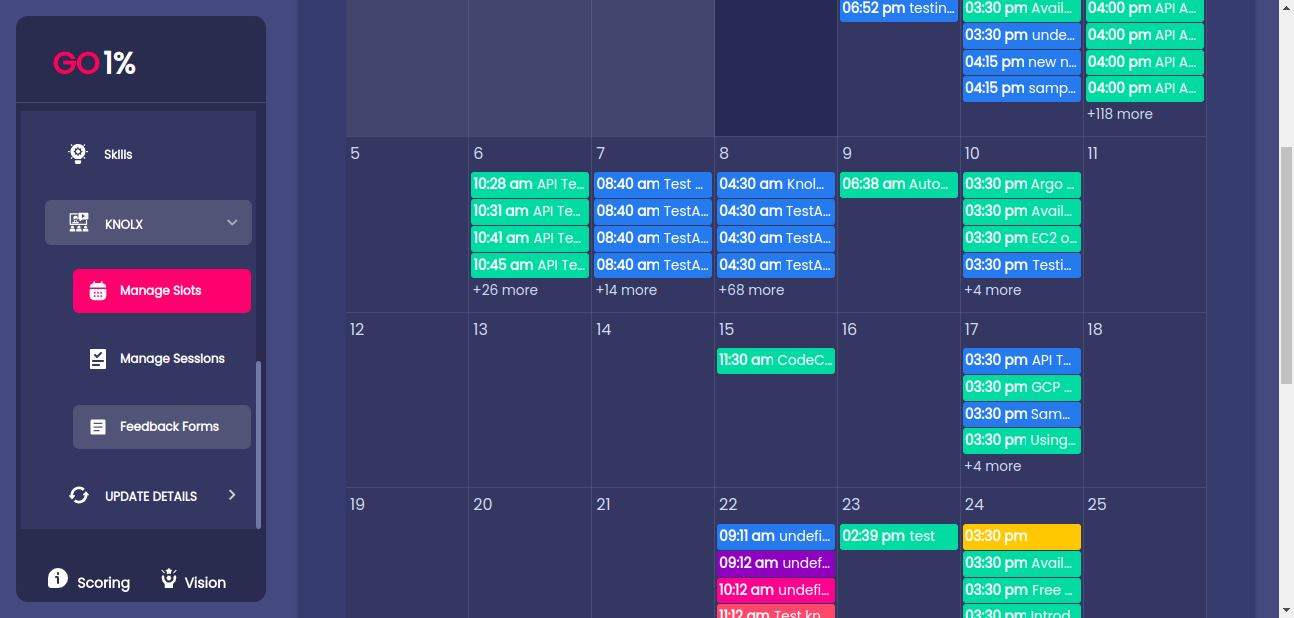 GO1%
Skills
KNOLX
Manage Slots
Manage Sessions
Feedback Forms
UPDATE DETAILS
Scoring
Vision
06:52 pm testin...
03:30 pm Avail...
03:30 pm unde...
04:15 pm new n...
04:15 pm samp...
04:00 pm API A...
04:00 pm API A...
04:00 pm API A...
04:00 pm API A...
+118 more
5
6
10:28 am API Te...
10:31 am API Te...
10:41 am API Te...
10:45 am API Te...
+26 more
7
08:40 am Test ...
08:40 am TestA...
08:40 am TestA...
08:40 am TestA...
+14 more
8
04:30 am Knol...
04:30 am TestA...
04:30 am TestA...
04:30 am TestA...
+68 more
9
06:38 am Auto...
10
03:30 pm Argo ...
03:30 pm Avail...
03:30 pm EC2 o...
03:30 pm Testi...
+4 more
11
12
13
14
15
11:30 am CodeC...
16
17
03:30 pm API T...
03:30 pm GCP ...
03:30 pm Sam...
03:30 pm Using...
+4 more
18
19
20
21
22
09:11 am undefi...
09:12 am undef...
10:12 am undefi...
11:12 am Test kn...
23
02:39 pm test
24
03:30 pm
03:30 pm Avail...
03:30 pm Free ...
03:30 pm Introd...
25